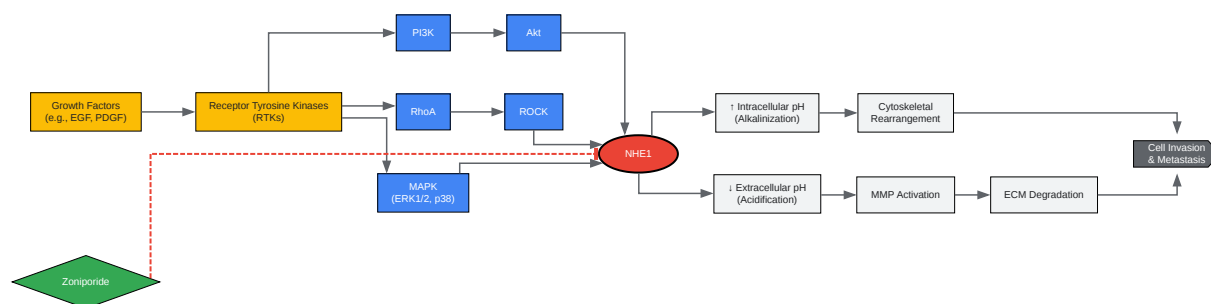 PI3K
Akt
Growth Factors
(e.g., EGF, PDGF)
Receptor Tyrosine Kinases
(RTKs)
RhoA
ROCK
↑ Intracellular pH
(Alkalinization)
Cytoskeletal
Rearrangement
NHE1
Cell Invasion
& Metastasis
MAPK
(ERK1/2, p38)
↓ Extracellular pH
(Acidification)
MMP Activation
ECM Degradation
Zoniporide